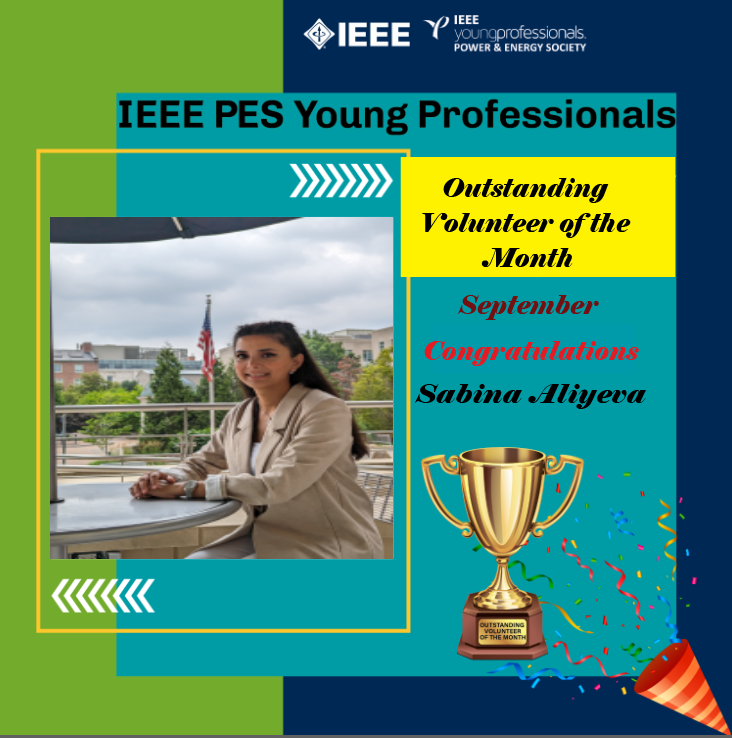 IEEE
IEEE
youngprofessionals.
POWER & ENERGY SOCIETY
IEEE PES Young Professionals
Outstanding
Volunteer of the
Month
September
Congralulations
Sabina Aliyeva
OUTSTANDING
VOLUNTEER
OF THE MONTH